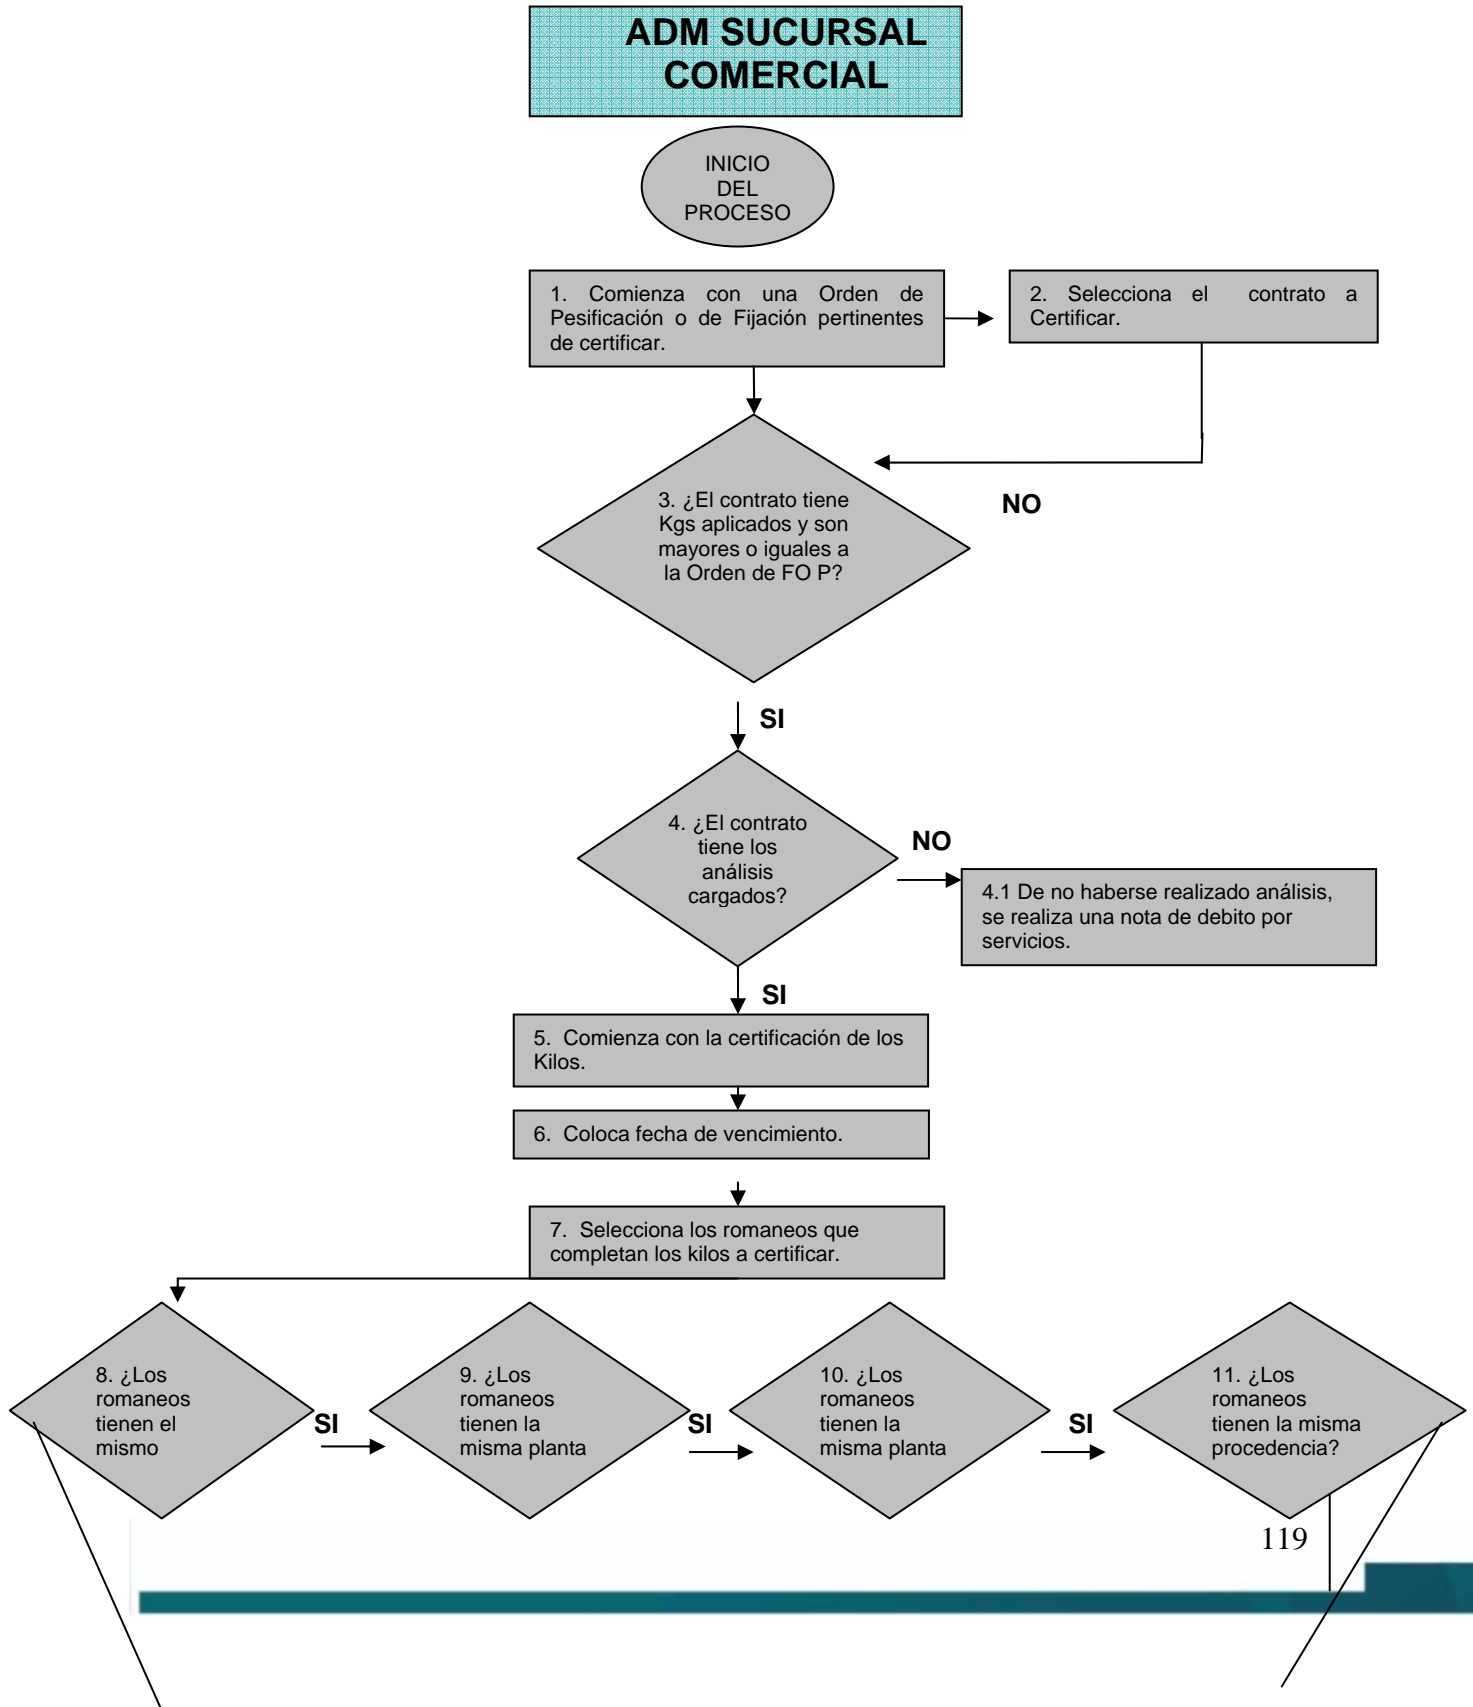 ADM SUCURSAL
COMERCIAL
INICIO
DEL
PROCESO
1. Comienza con una Orden de
Pesificación o de Fijación pertinentes
de certificar.
2. Selecciona el contrato a
Certificar.
3. ¿El contrato tiene
Kgs aplicados y son
mayores o iguales a
la Orden de FO P?
NO
SI
4. ¿El contrato
tiene los
análisis
cargados?
NO
4.1 De no haberse realizado análisis,
se realiza una nota de debito por
servicios.
SI
5. Comienza con la certificación de los
Kilos.
6. Coloca fecha de vencimiento.
7. Selecciona los romaneos que
completan los kilos a certificar.
8. ¿Los
romaneos
tienen el
mismo
SI
9. ¿Los
romaneos
tienen la
misma planta
SI
10. ¿Los
romaneos
tienen la
misma planta
SI
11. ¿Los
romaneos
tienen la misma
procedencia?
119